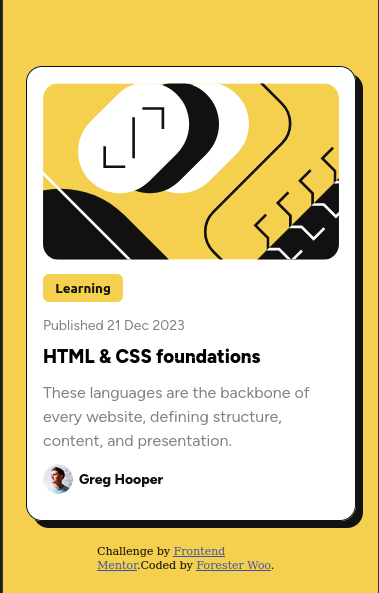 Learning
Published 21 Dec 2023
HTML & CSS foundations
These languages are the backbone of
every website, defining structure,
content, and presentation.
Greg Hooper
Challenge by Frontend
Mentor.Coded by Forester Woo.